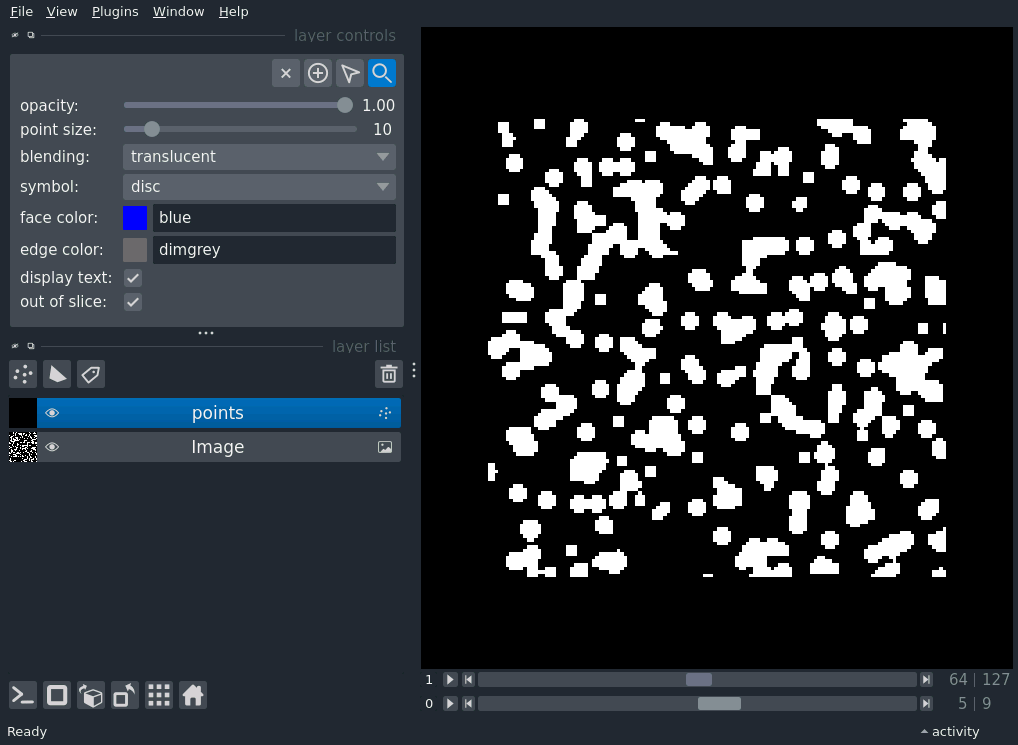 File View Plugins Window Help
layer controls
opacity: 1.00
point size: 10
blending: translucent
symbol: disc
face color: blue
edge color: dimgrey
display text:
out of slice:
layer list
points
Image
1 64 | 127
0 5 | 9
Ready activity